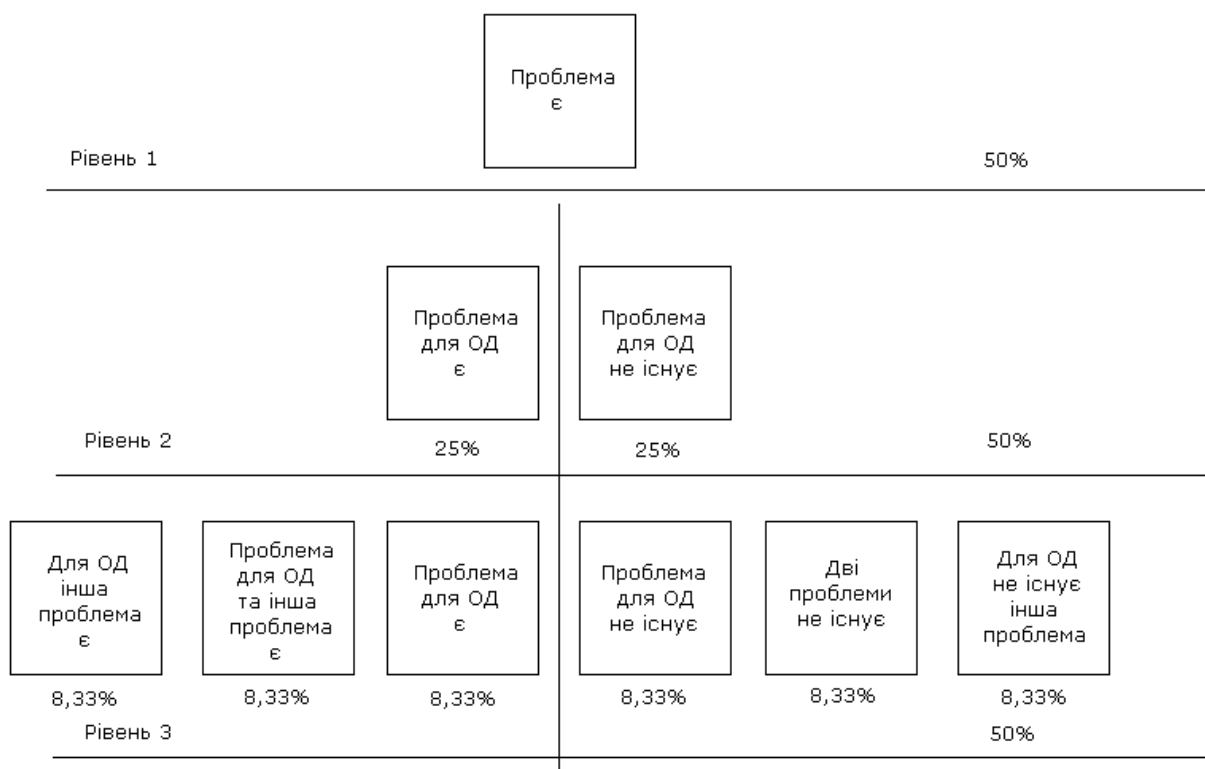 Проблема
є
Рівень 1
50%
Проблема
для ОД
є
Проблема
для ОД
не існує
Рівень 2
25%
25%
50%
Для ОД
інша
проблема
є
Проблема
для ОД
та інша
проблема
є
Проблема
для ОД
є
Проблема
для ОД
не існує
Дві
проблеми
не існує
Для ОД
не існує
інша
проблема
8,33%
8,33%
8,33%
8,33%
8,33%
8,33%
Рівень 3
50%